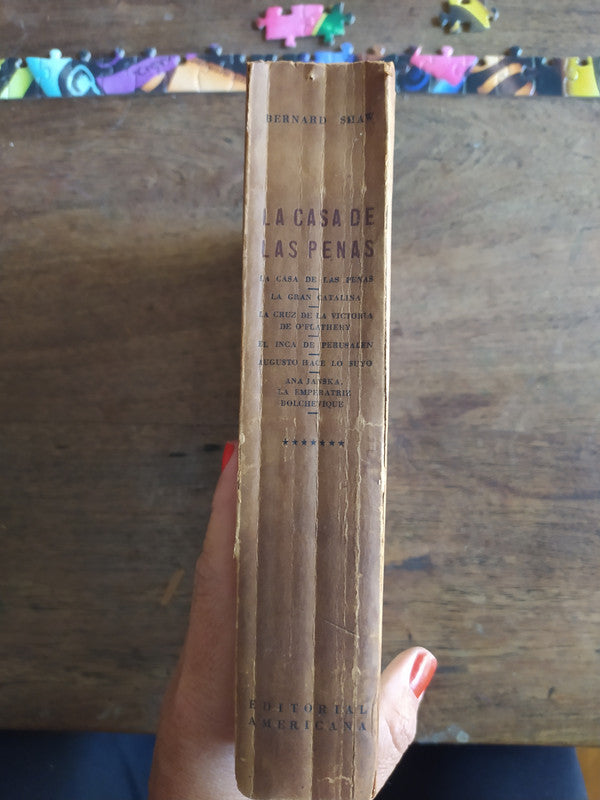 BERNARD SHAW
LA CASA DE
LAS PENAS
LA CASA DE LAS PENAS
LA GRAN CATALINA
LA CRUZ DE LA VICTORIA
DE O'FLATHERY
EL INCA DE PERUSALEN
AUGUSTO HACE LO SUYO
ANA JANSKA,
LA EMPERATRIZ
BOLCHEVIQUE
★★★★★★★
EDITORIAL
AMERICANA